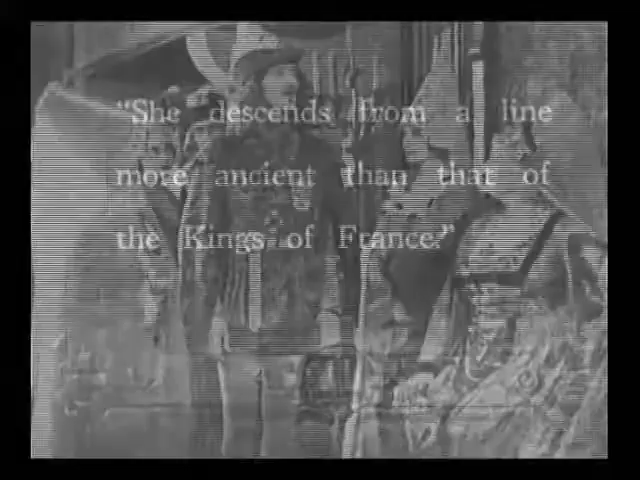 “She descends from a line
more ancient than that of
the Kings of France.”